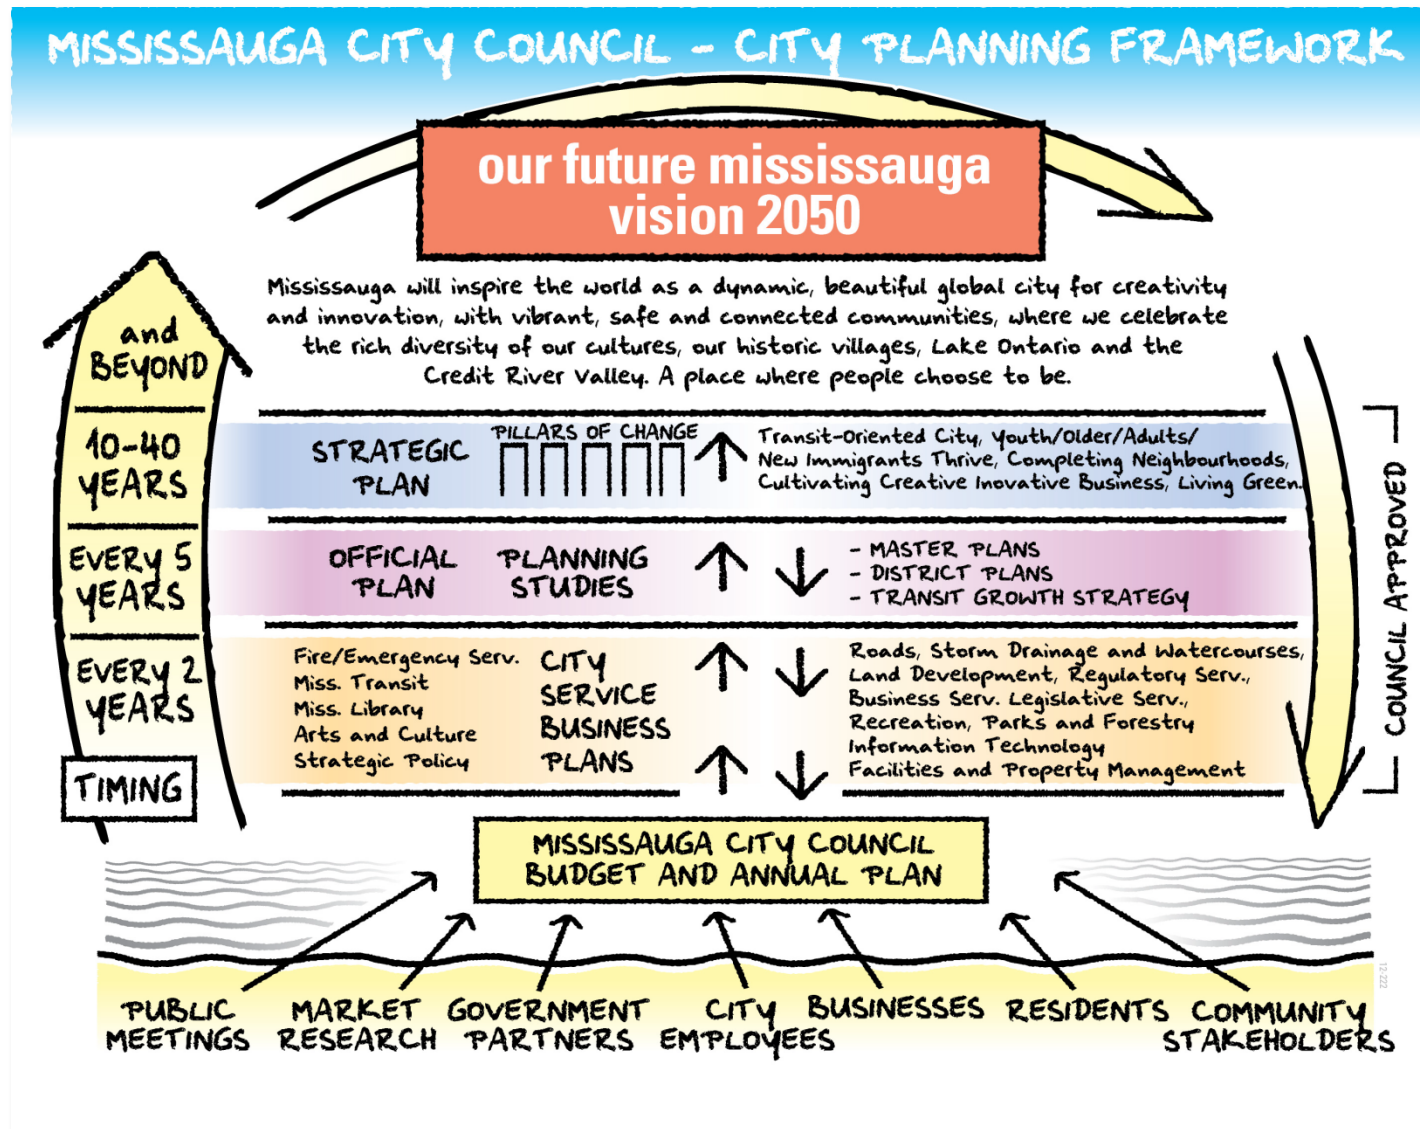 MISSISSAUGA CITY COUNCIL - CITY PLANNING FRAMEWORK
our future mississauga
vision 2050
Mississauga will inspire the world as a dynamic, beautiful global city for creativity
and innovation, with vibrant, safe and connected communities, where we celebrate
the rich diversity of our cultures, our historic villages, Lake Ontario and the
Credit River Valley. A place where people choose to be.
and
BEYOND
10-40
YEARS
STRATEGIC
PLAN
PILLARS OF CHANGE
Transit-Oriented City, Youth/Older/Adults/
New Immigrants Thrive, Completing Neighbourhoods,
Cultivating Creative Inovative Business, Living Green.
EVERY 5
YEARS
OFFICIAL
PLAN
PLANNING
STUDIES
- MASTER PLANS
- DISTRICT PLANS
- TRANSIT GROWTH STRATEGY
EVERY 2
YEARS
Fire/Emergency Serv.
Miss. Transit
Miss. Library
Arts and Culture
Strategic Policy
CITY
SERVICE
BUSINESS
PLANS
Roads, Storm Drainage and Watercourses,
Land Development, Regulatory Serv.,
Business Serv. Legislative Serv.,
Recreation, Parks and Forestry
Information Technology
Facilities and Property Management
TIMING
COUNCIL APPROVED
MISSISSAUGA CITY COUNCIL
BUDGET AND ANNUAL PLAN
PUBLIC
MEETINGS
MARKET
RESEARCH
GOVERNMENT
PARTNERS
CITY
EMPLOYEES
BUSINESSES
RESIDENTS
COMMUNITY
STAKEHOLDERS
12-222